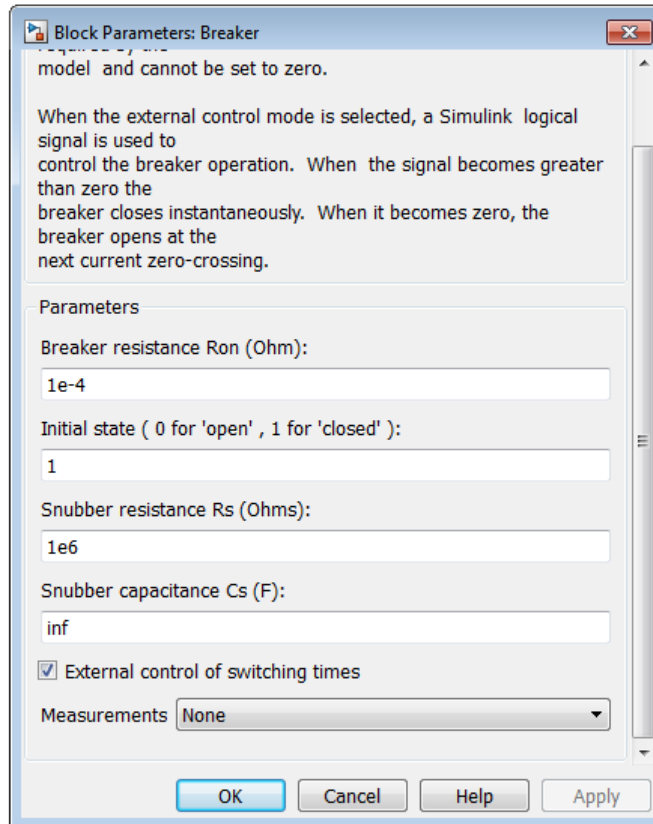 Block Parameters: Breaker
required by the
model and cannot be set to zero.
When the external control mode is selected, a Simulink logical
signal is used to
control the breaker operation. When the signal becomes greater
than zero the
breaker closes instantaneously. When it becomes zero, the
breaker opens at the
next current zero-crossing.
Parameters
Breaker resistance Ron (Ohm):
1e-4
Initial state ( 0 for 'open' , 1 for 'closed' ):
1
Snubber resistance Rs (Ohms):
1e6
Snubber capacitance Cs (F):
inf
External control of switching times
Measurements None
OK Cancel Help Apply